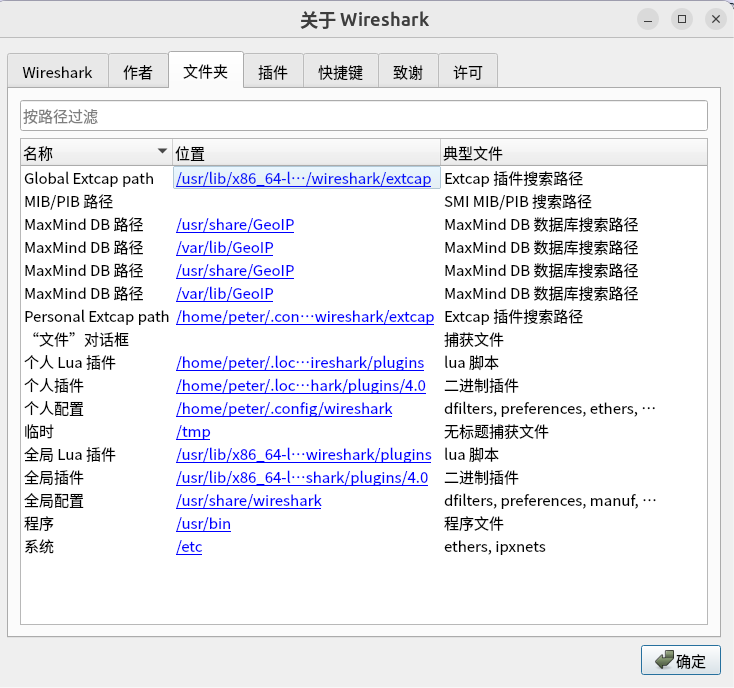 关于 Wireshark
Wireshark 作者 文件夹 插件 快捷键 致谢 许可
按路径过滤
名称 位置 典型文件
Global Extcap path /usr/lib/x86_64-l⋯/wireshark/extcap Extcap 插件搜索路径
MIB/PIB 路径 SMI MIB/PIB 搜索路径
MaxMind DB 路径 /usr/share/GeoIP MaxMind DB 数据库搜索路径
MaxMind DB 路径 /var/lib/GeoIP MaxMind DB 数据库搜索路径
MaxMind DB 路径 /usr/share/GeoIP MaxMind DB 数据库搜索路径
MaxMind DB 路径 /var/lib/GeoIP MaxMind DB 数据库搜索路径
Personal Extcap path /home/peter/.con⋯wireshark/extcap Extcap 插件搜索路径
“文件”对话框 捕获文件
个人 Lua 插件 /home/peter/.loc⋯ireshark/plugins lua 脚本
个人插件 /home/peter/.loc⋯hark/plugins/4.0 二进制插件
个人配置 /home/peter/.config/wireshark dfilters, preferences, ethers, ⋯
临时 /tmp 无标题捕获文件
全局 Lua 插件 /usr/lib/x86_64-l⋯wireshark/plugins lua 脚本
全局插件 /usr/lib/x86_64-l⋯shark/plugins/4.0 二进制插件
全局配置 /usr/share/wireshark dfilters, preferences, manuf, ⋯
程序 /usr/bin 程序文件
系统 /etc ethers, ipxnets
确定